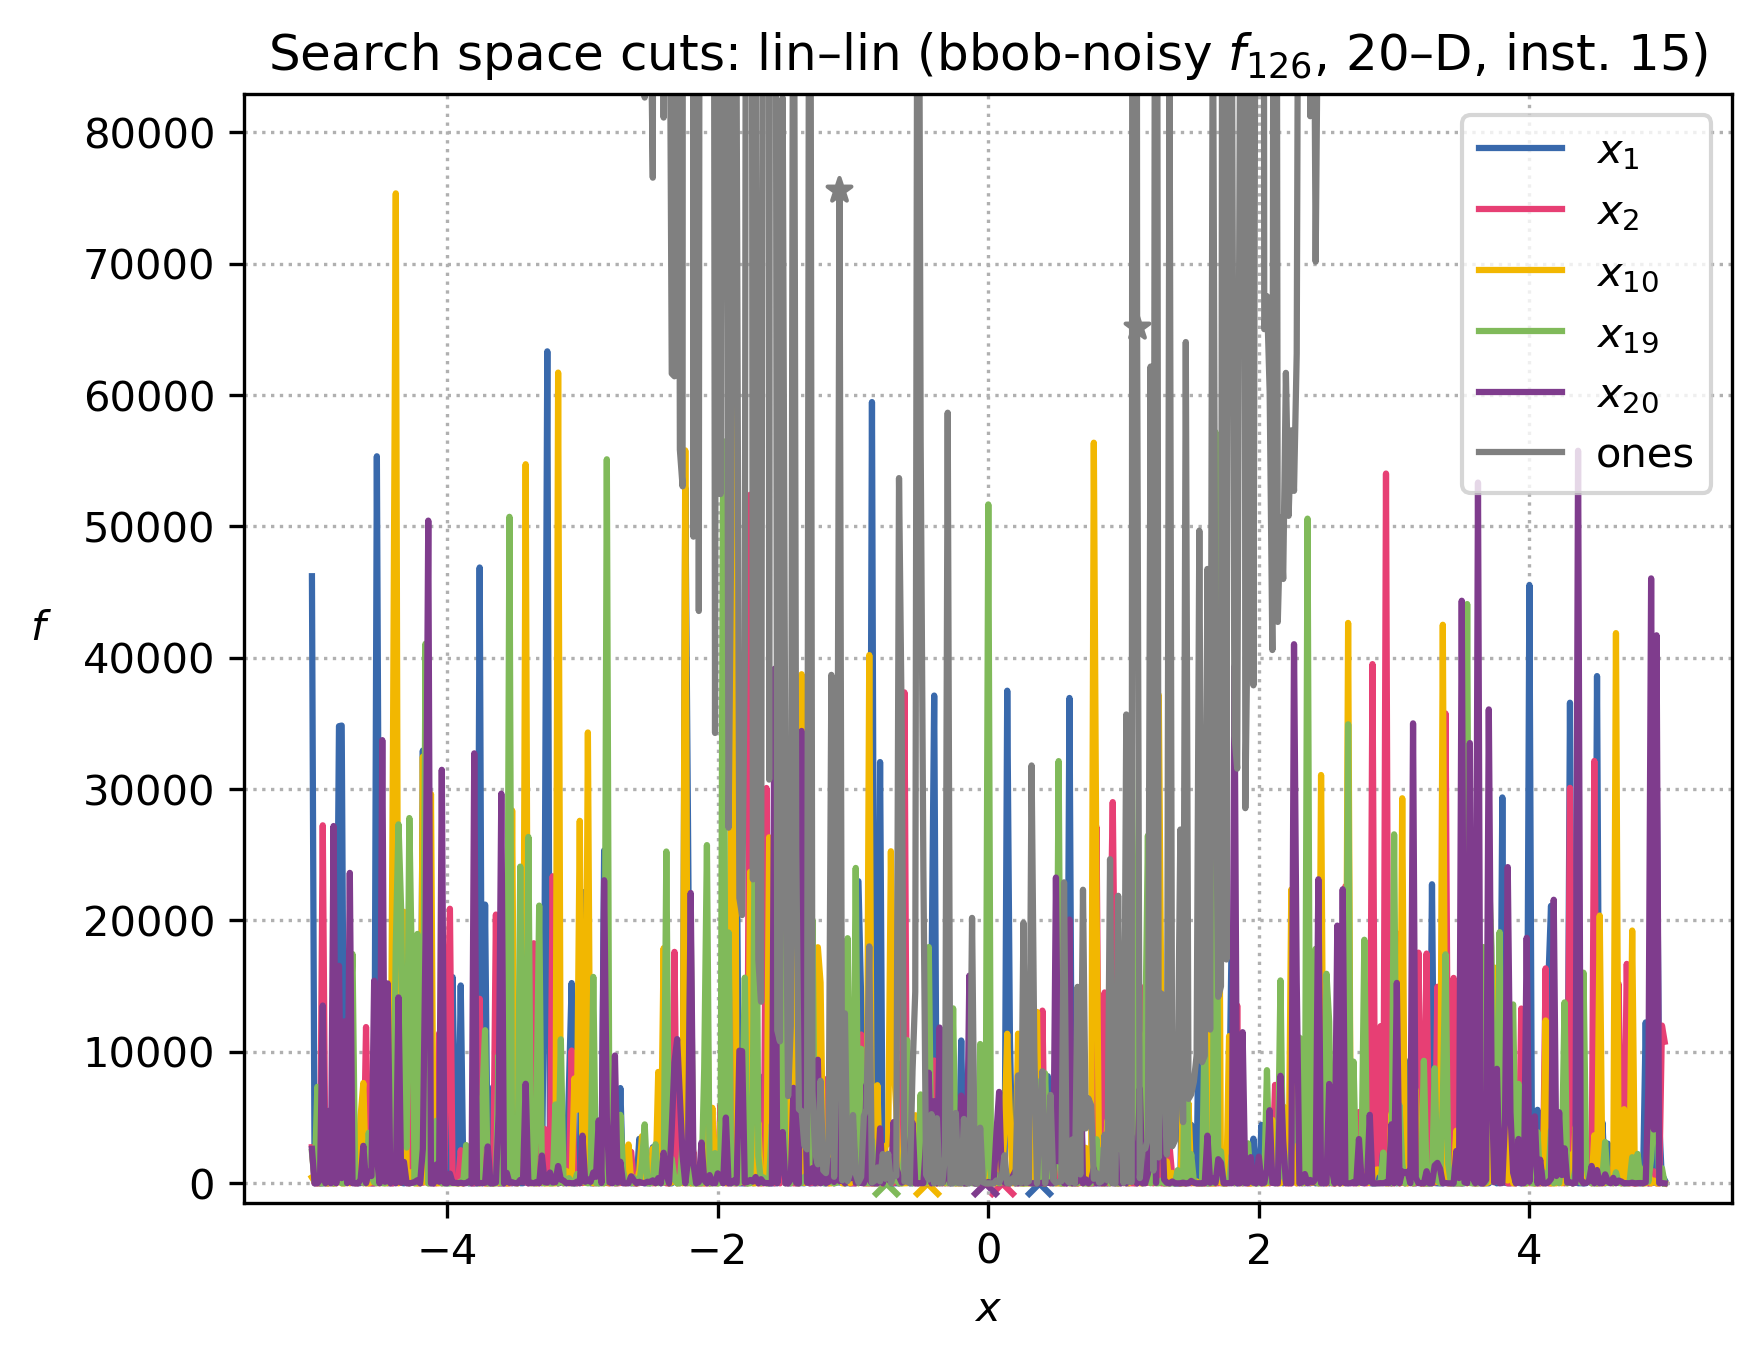 Search space cuts: lin–lin (bbob-noisy f₁₂₆, 20–D, inst. 15)
80000
70000
60000
50000
40000
30000
20000
10000
0
f
x₁
x₂
x₁₀
x₁₉
x₂₀
ones
−4 −2 0 2 4
x